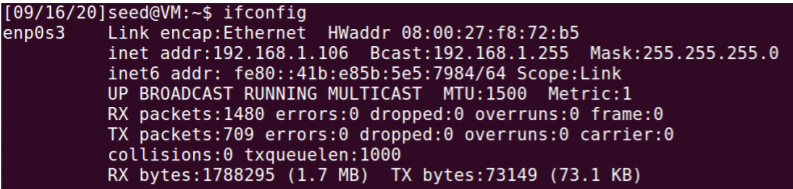 [09/16/20]seed@VM:~$ ifconfig
enp0s3    Link encap:Ethernet  HWaddr 08:00:27:f8:72:b5
          inet addr:192.168.1.106  Bcast:192.168.1.255  Mask:255.255.255.0
          inet6 addr: fe80::41b:e85b:5e5:7984/64 Scope:Link
          UP BROADCAST RUNNING MULTICAST  MTU:1500  Metric:1
          RX packets:1480 errors:0 dropped:0 overruns:0 frame:0
          TX packets:709 errors:0 dropped:0 overruns:0 carrier:0
          collisions:0 txqueuelen:1000
          RX bytes:1788295 (1.7 MB)  TX bytes:73149 (73.1 KB)